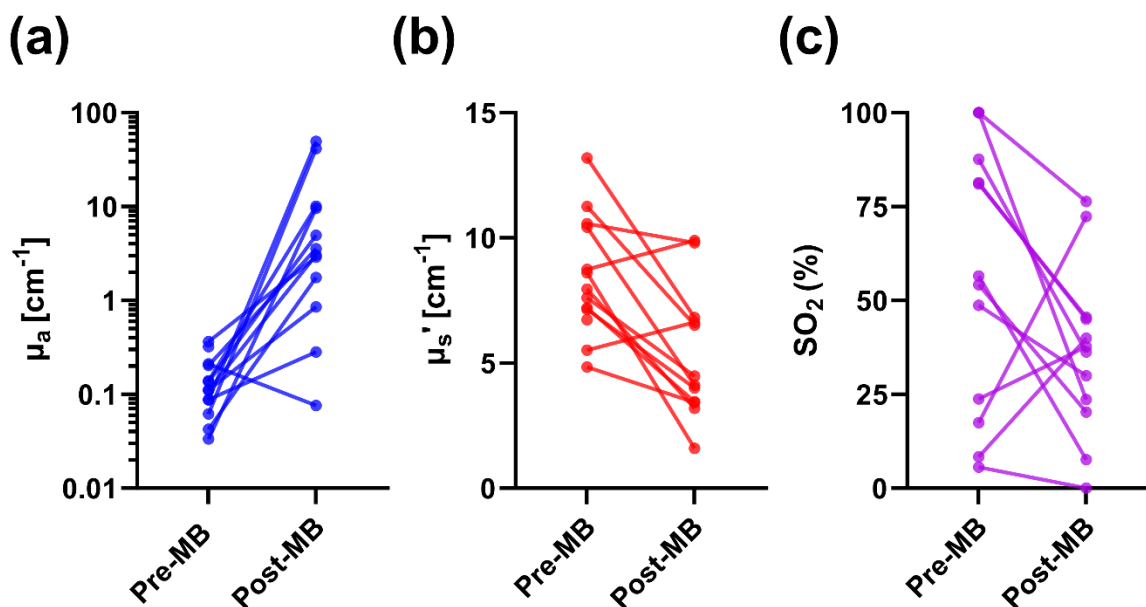 (a)
µa [cm-1]
100
10
1
0.1
0.01
Pre-MB
Post-MB
(b)
µs' [cm-1]
15
10
5
0
Pre-MB
Post-MB
(c)
SO2 (%)
100
75
50
25
0
Pre-MB
Post-MB